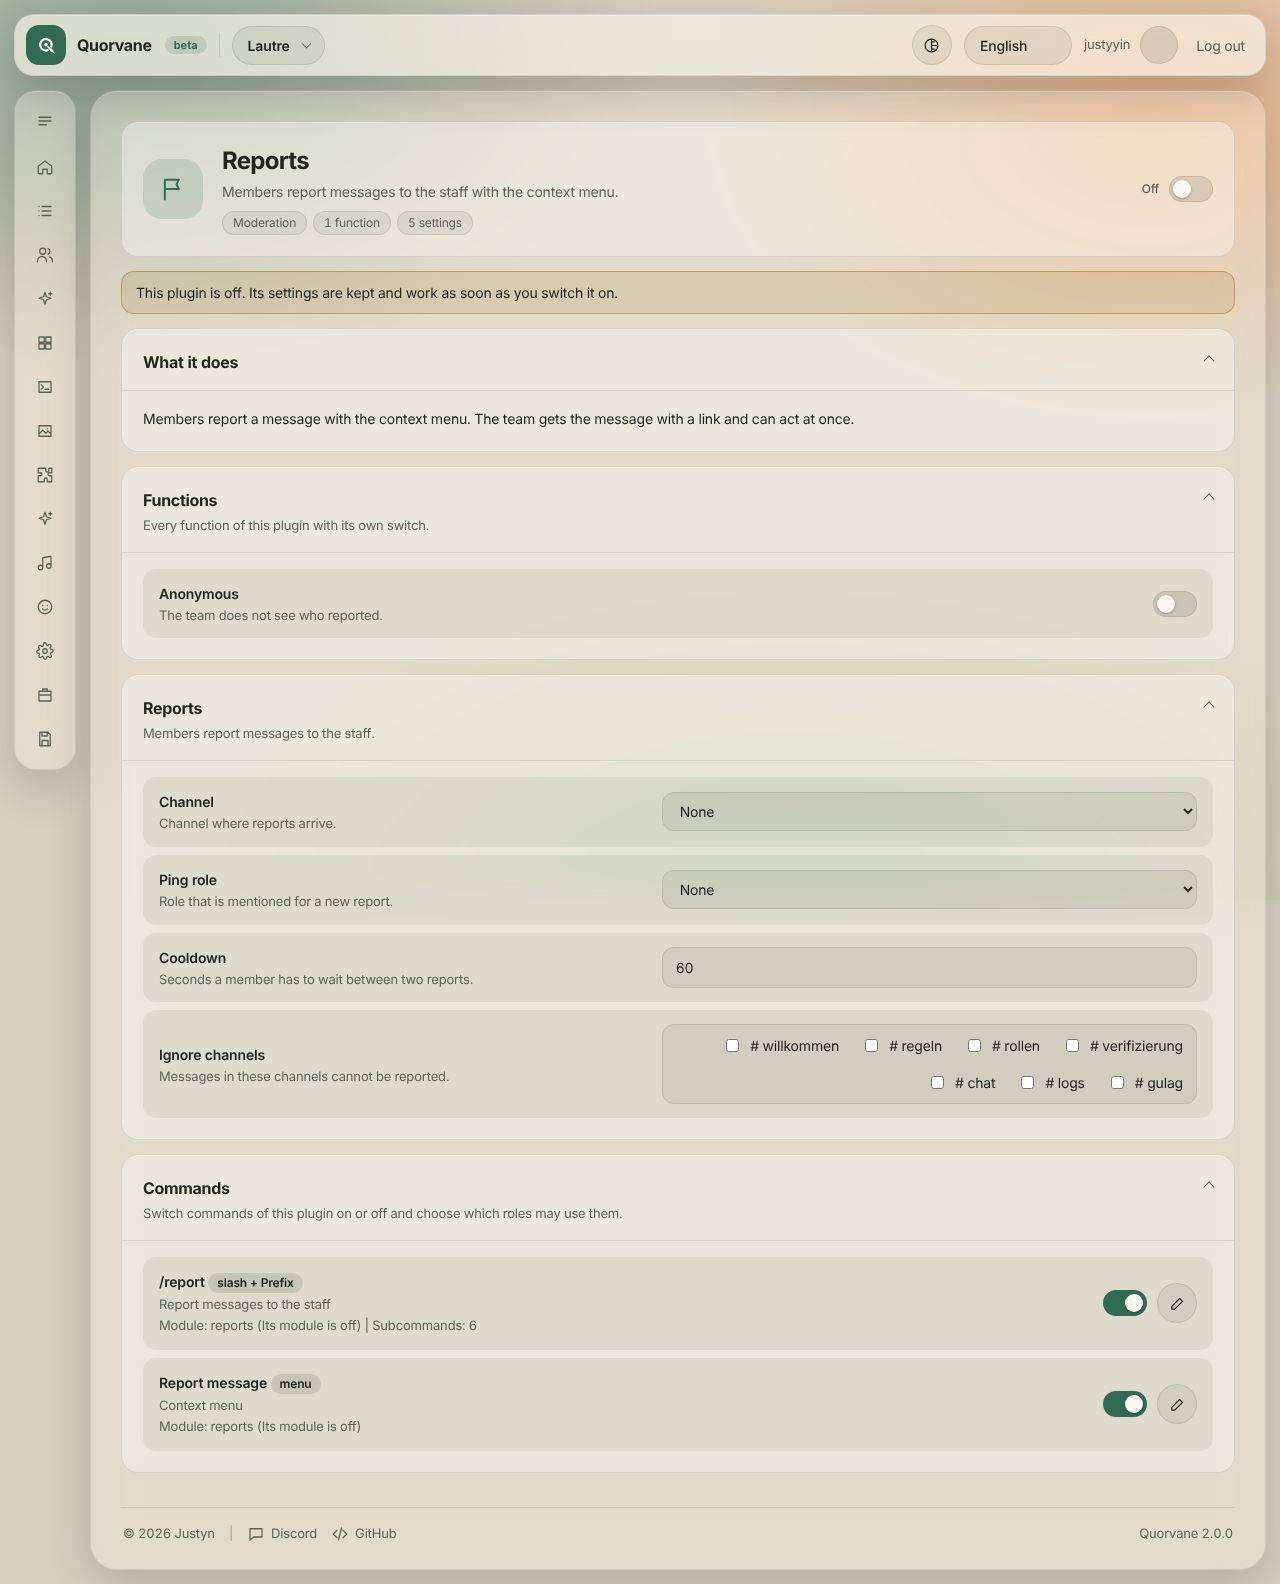 Quorvane beta Lautre English justyyin Log out
Reports
Members report messages to the staff with the context menu.
Moderation 1 function 5 settings
Off
This plugin is off. Its settings are kept and work as soon as you switch it on.
What it does
Members report a message with the context menu. The team gets the message with a link and can act at once.
Functions
Every function of this plugin with its own switch.
Anonymous
The team does not see who reported.
Reports
Members report messages to the staff.
Channel
Channel where reports arrive.
None
Ping role
Role that is mentioned for a new report.
None
Cooldown
Seconds a member has to wait between two reports.
60
Ignore channels
Messages in these channels cannot be reported.
# willkommen # regeln # rollen # verifizierung
# chat # logs # gulag
Commands
Switch commands of this plugin on or off and choose which roles may use them.
/report slash + Prefix
Report messages to the staff
Module: reports (Its module is off) | Subcommands: 6
Report message menu
Context menu
Module: reports (Its module is off)
© 2026 Justyn | Discord GitHub Quorvane 2.0.0